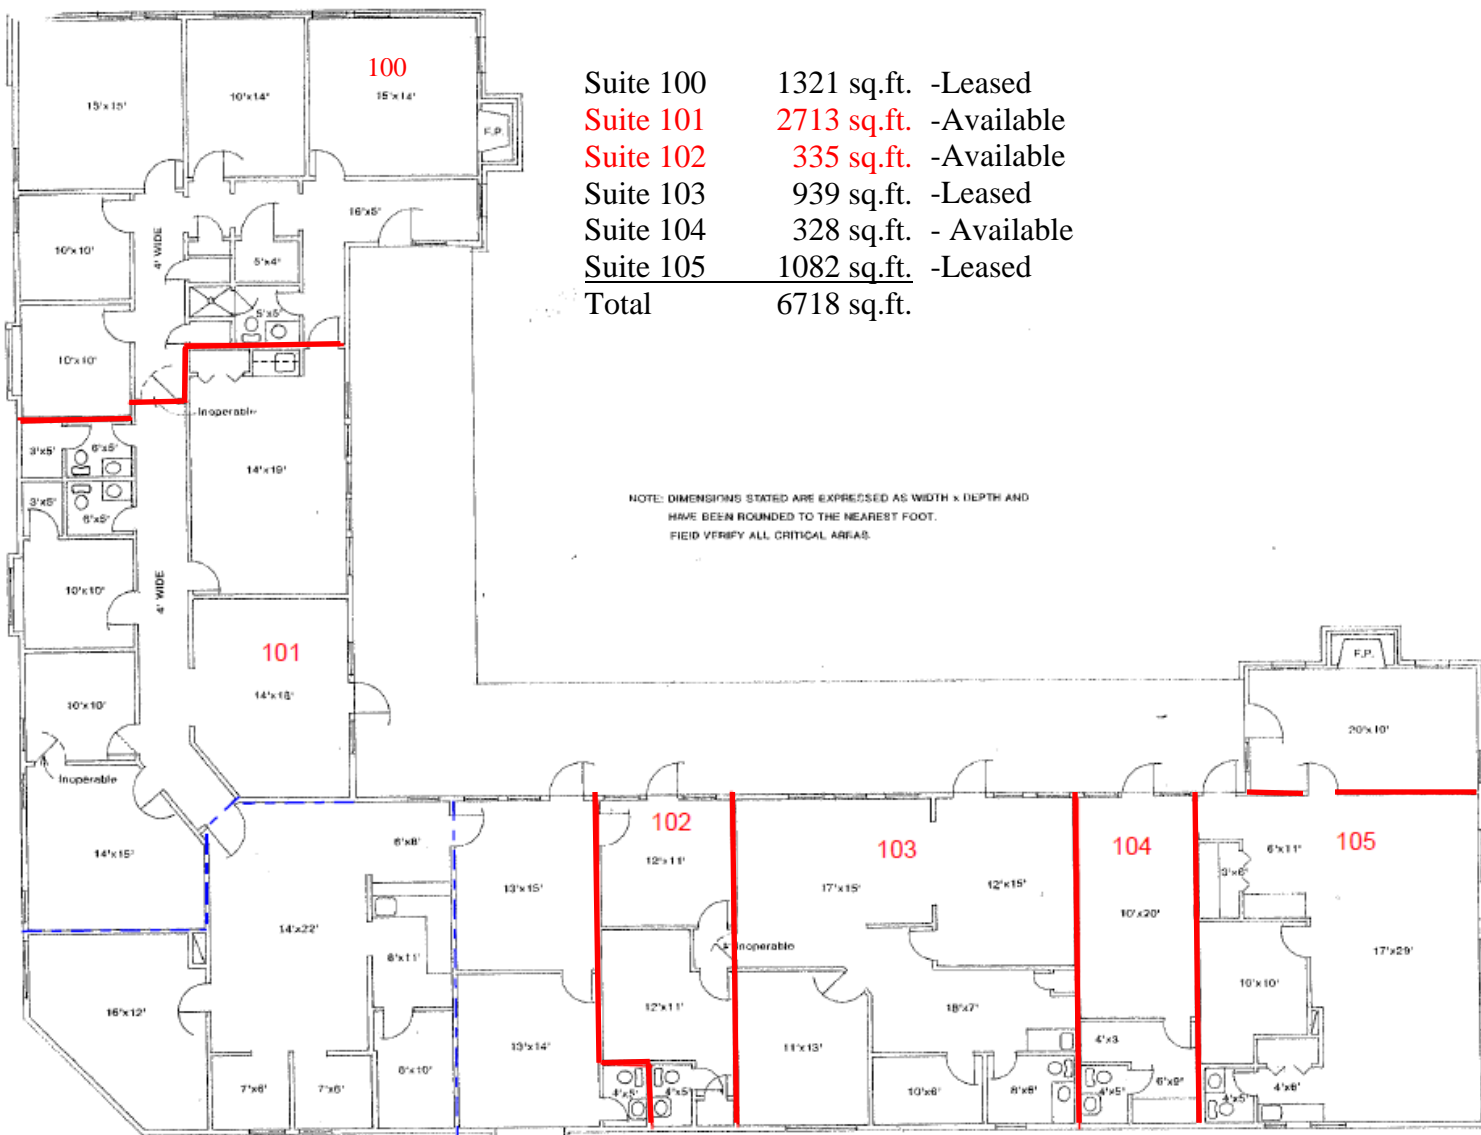 100
15'x15'
10'x14'
15'x14'
F.P.
Suite 100 1321 sq.ft. -Leased
Suite 101 2713 sq.ft. -Available
Suite 102 335 sq.ft. -Available
Suite 103 939 sq.ft. -Leased
Suite 104 328 sq.ft. - Available
Suite 105 1082 sq.ft. -Leased
Total 6718 sq.ft.
16'x5'
10'x10'
4' WIDE
5'x4'
5'x5'
10'x10'
Inoperable
3'x5'
6'x5'
14'x19'
3'x5'
6'x5'
NOTE: DIMENSIONS STATED ARE EXPRESSED AS WIDTH x DEPTH AND
HAVE BEEN ROUNDED TO THE NEAREST FOOT.
FIELD VERIFY ALL CRITICAL AREAS.
10'x10'
4' WIDE
101
14'x18'
10'x10'
Inoperable
F.P.
20'x10'
14'x15'
6'x8'
13'x15'
102
12'x11'
103
17'x15'
12'x15'
104
10'x20'
6'x11'
105
3'x6'
14'x22'
8'x11'
Inoperable
17'x29'
10'x10'
16'x12'
12'x11'
18'x7'
13'x14'
11'x13'
4'x3
7'x6'
7'x6'
8'x10'
4'x5'
4'x5'
10'x6'
8'x6'
4'x5'
6'x9'
4'x5'
4'x6'